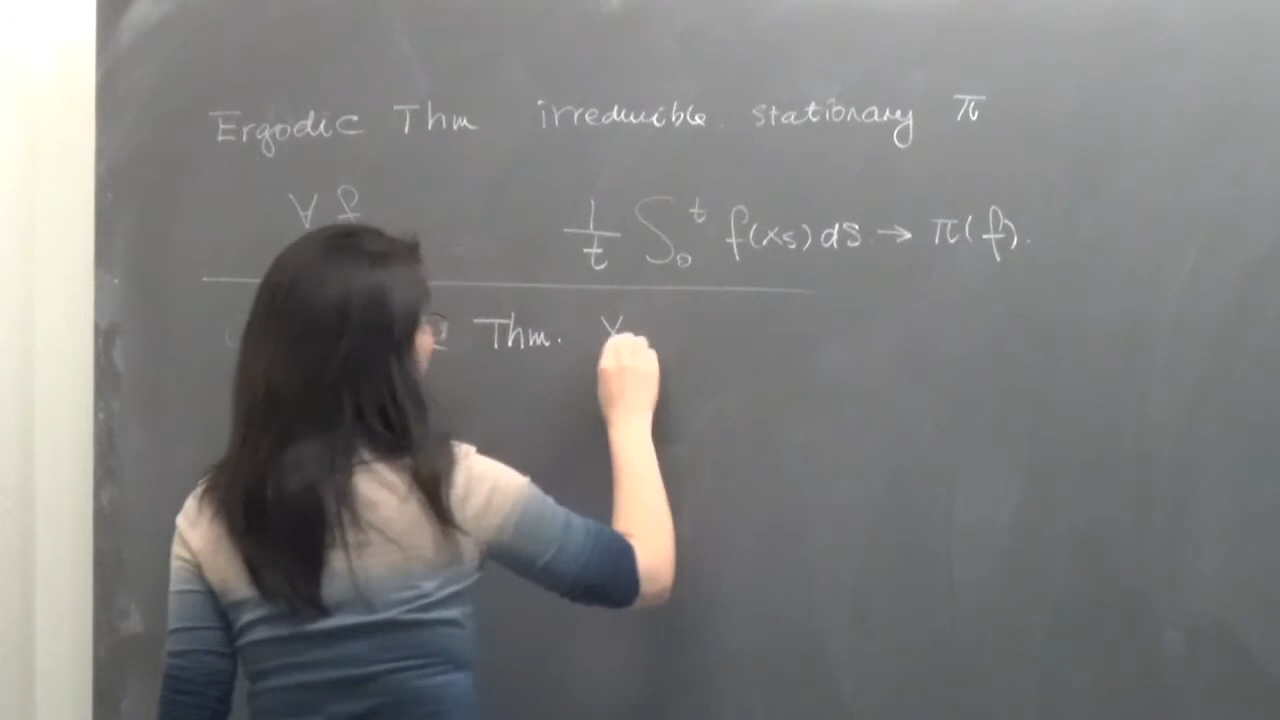 Ergodic Thm irreducible. stationary π
∀ f 1/t ∫₀ᵗ f(Xs) ds → π(f).
Thm. X